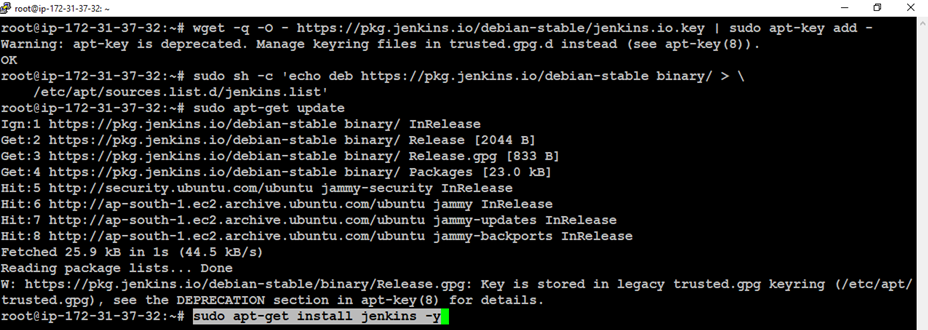 root@ip-172-31-37-32: ~
root@ip-172-31-37-32:~# wget -q -O - https://pkg.jenkins.io/debian-stable/jenkins.io.key | sudo apt-key add -
Warning: apt-key is deprecated. Manage keyring files in trusted.gpg.d instead (see apt-key(8)).
OK
root@ip-172-31-37-32:~# sudo sh -c 'echo deb https://pkg.jenkins.io/debian-stable binary/ > \
    /etc/apt/sources.list.d/jenkins.list'
root@ip-172-31-37-32:~# sudo apt-get update
Ign:1 https://pkg.jenkins.io/debian-stable binary/ InRelease
Get:2 https://pkg.jenkins.io/debian-stable binary/ Release [2044 B]
Get:3 https://pkg.jenkins.io/debian-stable binary/ Release.gpg [833 B]
Get:4 https://pkg.jenkins.io/debian-stable binary/ Packages [23.0 kB]
Hit:5 http://security.ubuntu.com/ubuntu jammy-security InRelease
Hit:6 http://ap-south-1.ec2.archive.ubuntu.com/ubuntu jammy InRelease
Hit:7 http://ap-south-1.ec2.archive.ubuntu.com/ubuntu jammy-updates InRelease
Hit:8 http://ap-south-1.ec2.archive.ubuntu.com/ubuntu jammy-backports InRelease
Fetched 25.9 kB in 1s (44.5 kB/s)
Reading package lists... Done
W: https://pkg.jenkins.io/debian-stable/binary/Release.gpg: Key is stored in legacy trusted.gpg keyring (/etc/apt/
trusted.gpg), see the DEPRECATION section in apt-key(8) for details.
root@ip-172-31-37-32:~# sudo apt-get install jenkins -y